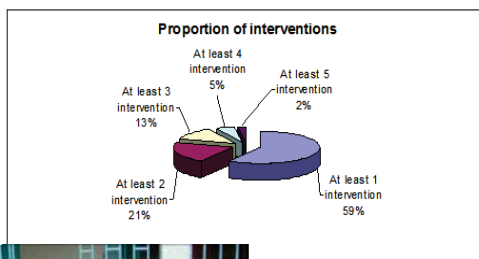 Proportion of interventions
At least 4
intervention
5%
At least 5
intervention
2%
At least 3
intervention
13%
At least 2
intervention
21%
At least 1
intervention
59%